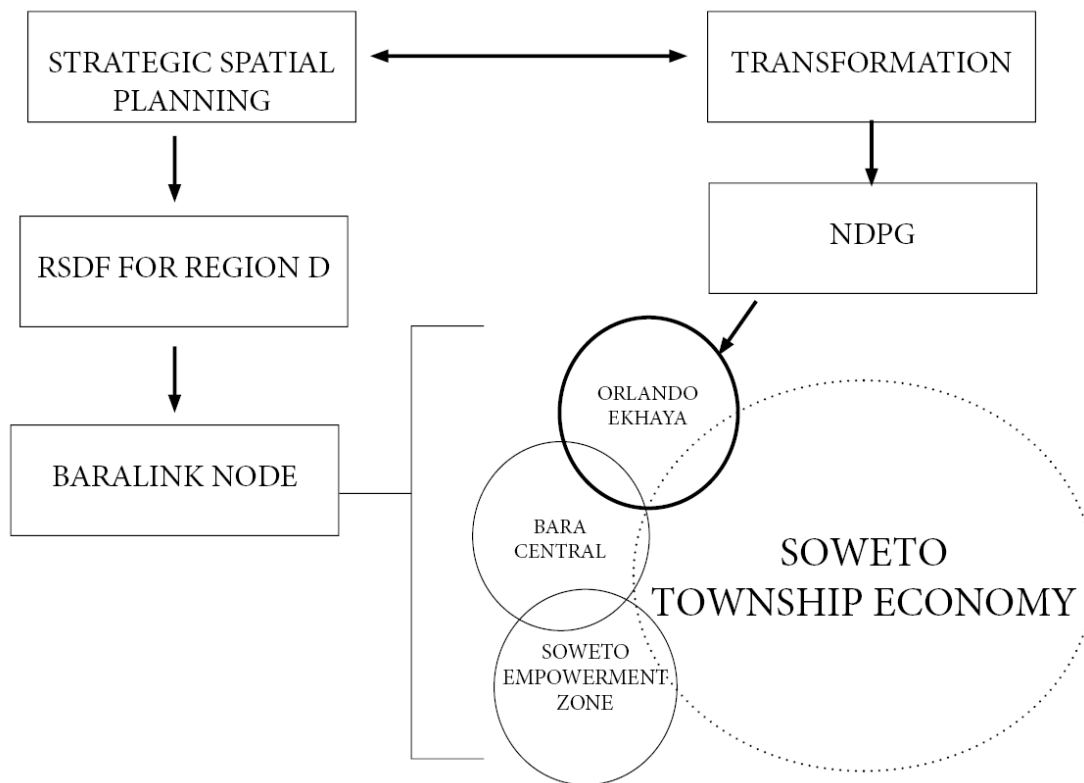 STRATEGIC SPATIAL
PLANNING
TRANSFORMATION
RSDF FOR REGION D
NDPG
BARALINK NODE
ORLANDO
EKHAYA
BARA
CENTRAL
SOWETO
EMPOWERMENT
ZONE
SOWETO
TOWNSHIP ECONOMY